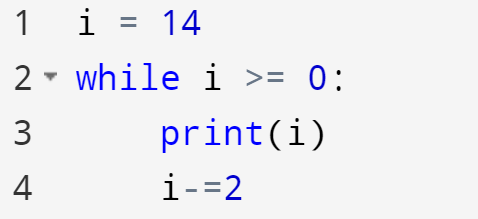 1 i = 14
2 while i >= 0:
3 print(i)
4 i-=2